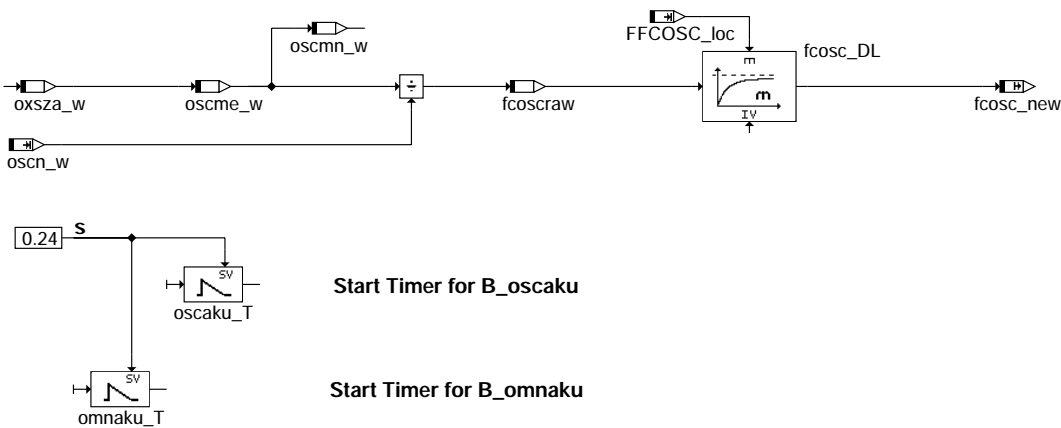 oscmn_w
FFCOSC_loc
fcosc_DL
m
m
IV
oxsza_w
oscme_w
÷
fcoscraw
fcosc_new
oscn_w
0.24
s
SV
oscaku_T
Start Timer for B_oscaku
SV
omnaku_T
Start Timer for B_omnaku